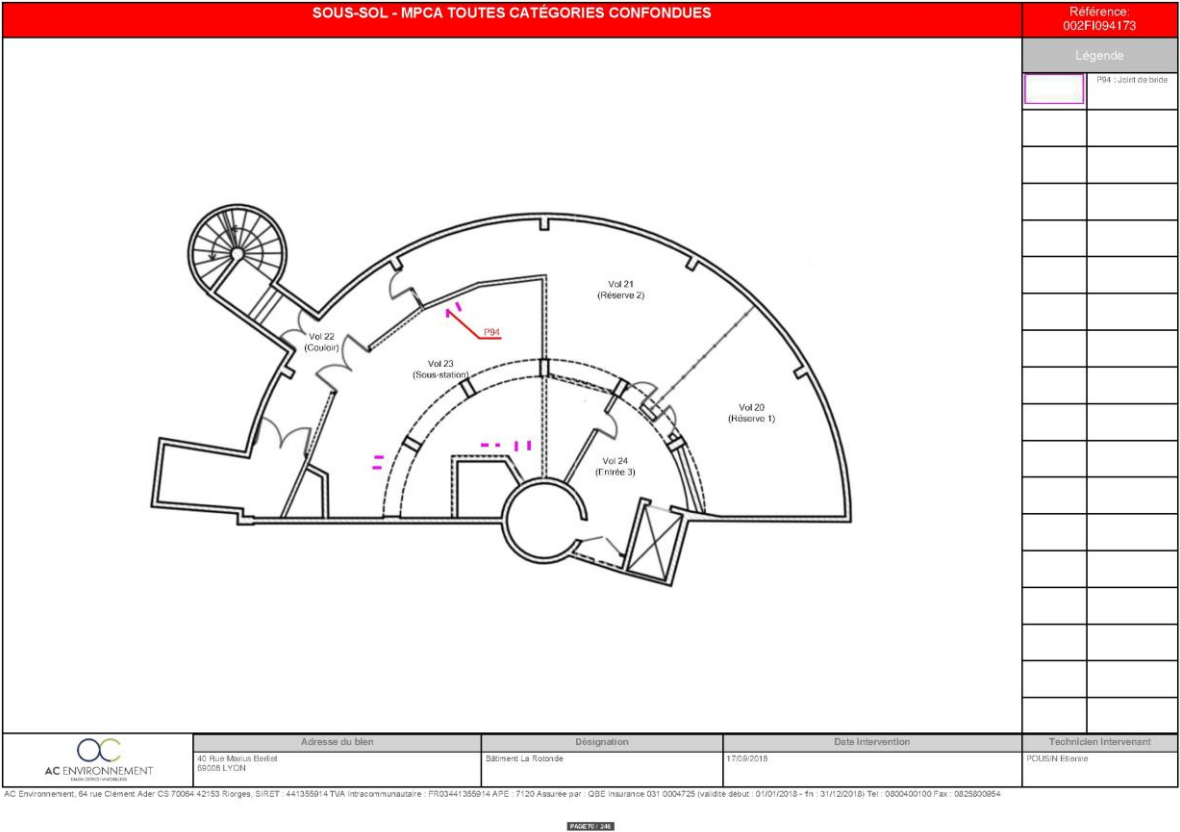 SOUS-SOL - MPCA TOUTES CATÉGORIES CONFONDUES
Référence:
002FI094173
Légende
P94 : Joint de bride
Vol 21
(Réserve 2)
P94
Vol 22
(Couloir)
Vol 23
(Sous-station)
Vol 20
(Réserve 1)
Vol 24
(Entrée 3)
AC ENVIRONNEMENT
Adresse du bien
Désignation
Date intervention
Technicien intervenant
40 Rue Marius Berliet
69008 LYON
Bâtiment La Rotonde
17/09/2018
POUSIN Etienne
AC Environnement, 64 rue Clément Ader CS 70064 42153 Riorges, SIRET : 441355914 TVA Intracommunautaire : FR03441355914 APE : 7120 Assurée par : QBE Insurance 031 0004725 (validité début : 01/01/2018 - fin : 31/12/2018) Tel : 0800400100 Fax : 0825800954
PAGE 70 / 246